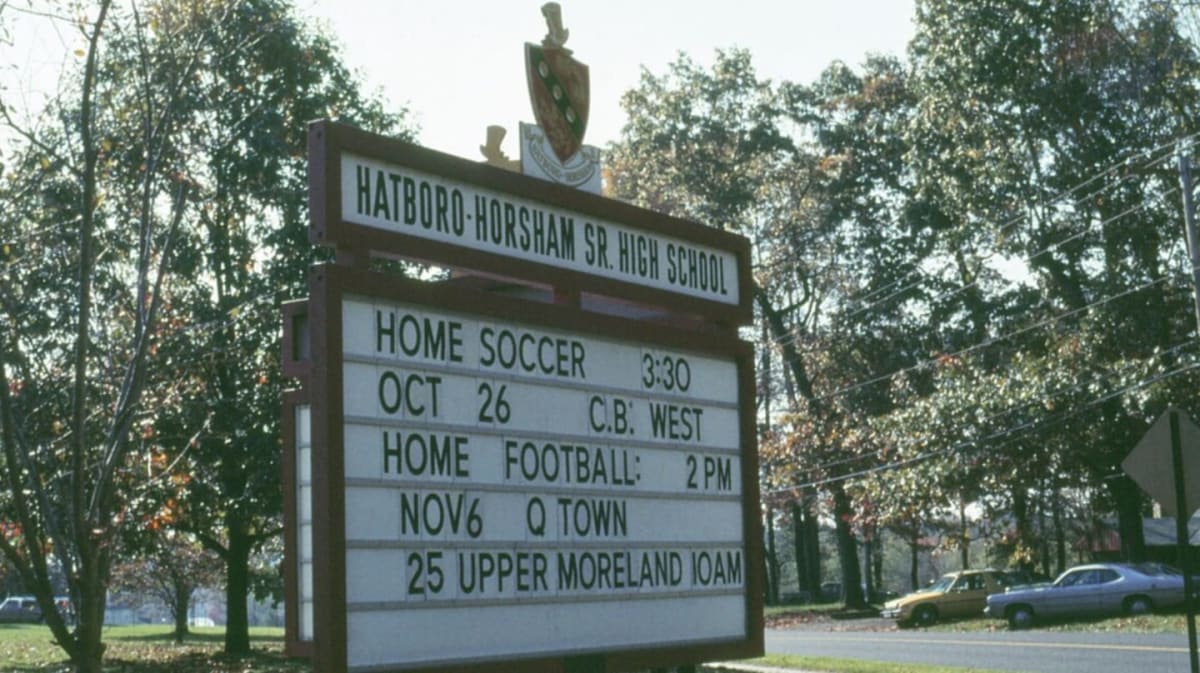 HATBORO-HORSHAM SR. HIGH SCHOOL
HOME SOCCER 3:30
OCT 26 C.B. WEST
HOME FOOTBALL: 2 PM
NOV6 Q TOWN
25 UPPER MORELAND 10AM